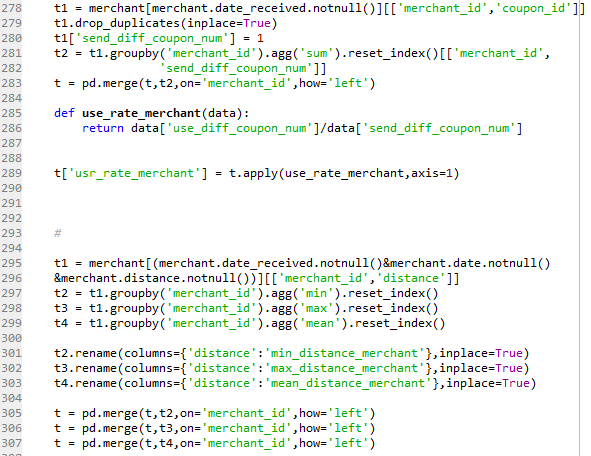 278 t1 = merchant[merchant.date_received.notnull()][['merchant_id','coupon_id']]
279 t1.drop_duplicates(inplace=True)
280 t1['send_diff_coupon_num'] = 1
281 t2 = t1.groupby('merchant_id').agg('sum').reset_index()[['merchant_id',
282 'send_diff_coupon_num']]
283 t = pd.merge(t,t2,on='merchant_id',how='left')
284
285 def use_rate_merchant(data):
286 return data['use_diff_coupon_num']/data['send_diff_coupon_num']
287
288
289 t['usr_rate_merchant'] = t.apply(use_rate_merchant,axis=1)
290
291
292
293 #
294
295 t1 = merchant[(merchant.date_received.notnull()&merchant.date.notnull()
296 &merchant.distance.notnull())][['merchant_id','distance']]
297 t2 = t1.groupby('merchant_id').agg('min').reset_index()
298 t3 = t1.groupby('merchant_id').agg('max').reset_index()
299 t4 = t1.groupby('merchant_id').agg('mean').reset_index()
300
301 t2.rename(columns={'distance':'min_distance_merchant'},inplace=True)
302 t3.rename(columns={'distance':'max_distance_merchant'},inplace=True)
303 t4.rename(columns={'distance':'mean_distance_merchant'},inplace=True)
304
305 t = pd.merge(t,t2,on='merchant_id',how='left')
306 t = pd.merge(t,t3,on='merchant_id',how='left')
307 t = pd.merge(t,t4,on='merchant_id',how='left')